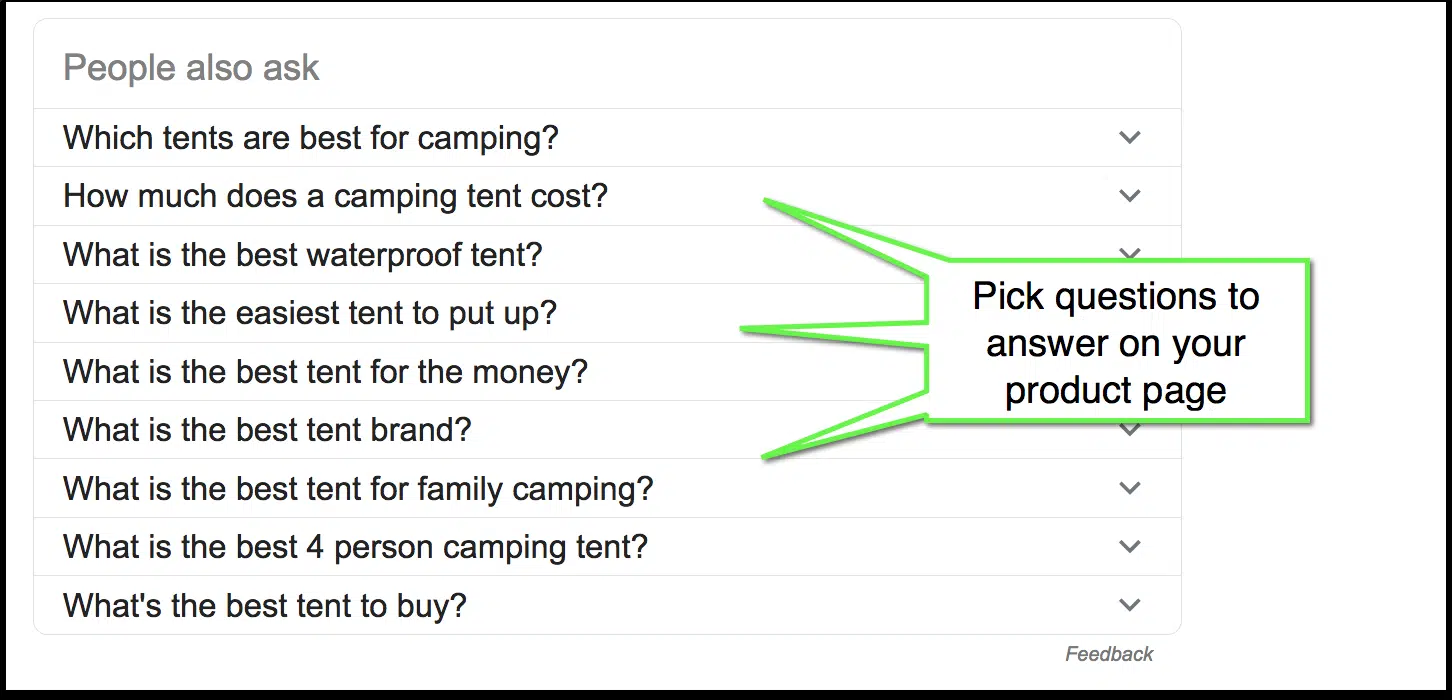 People also ask
Which tents are best for camping?
How much does a camping tent cost?
What is the best waterproof tent?
What is the easiest tent to put up?
What is the best tent for the money?
What is the best tent brand?
What is the best tent for family camping?
What is the best 4 person camping tent?
What's the best tent to buy?
Pick questions to
answer on your
product page
Feedback